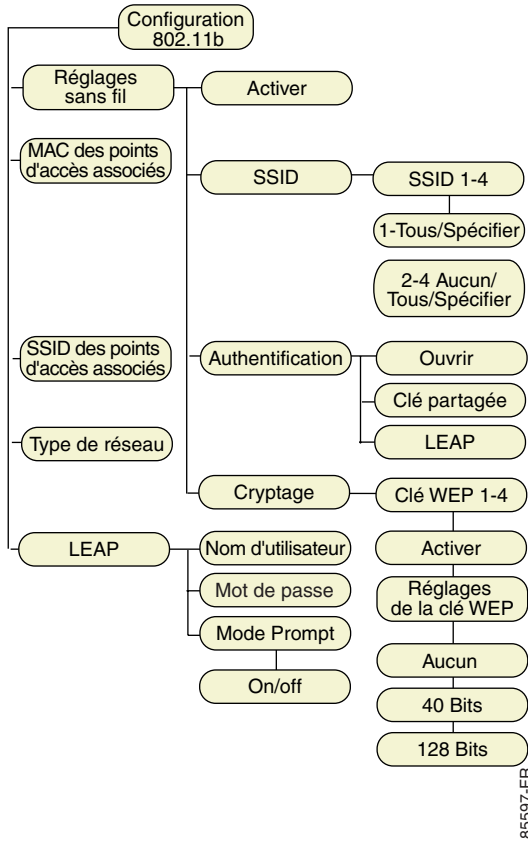 Configuration
802.11b
Réglages
sans fil
Activer
MAC des points
d'accès associés
SSID
SSID 1-4
1-Tous/Spécifier
2-4 Aucun/
Tous/Spécifier
SSID des points
d'accès associés
Authentification
Ouvrir
Clé partagée
LEAP
Type de réseau
Cryptage
Clé WEP 1-4
LEAP
Nom d'utilisateur
Activer
Mot de passe
Réglages
de la clé WEP
Mode Prompt
On/off
Aucun
40 Bits
128 Bits
85597-FR